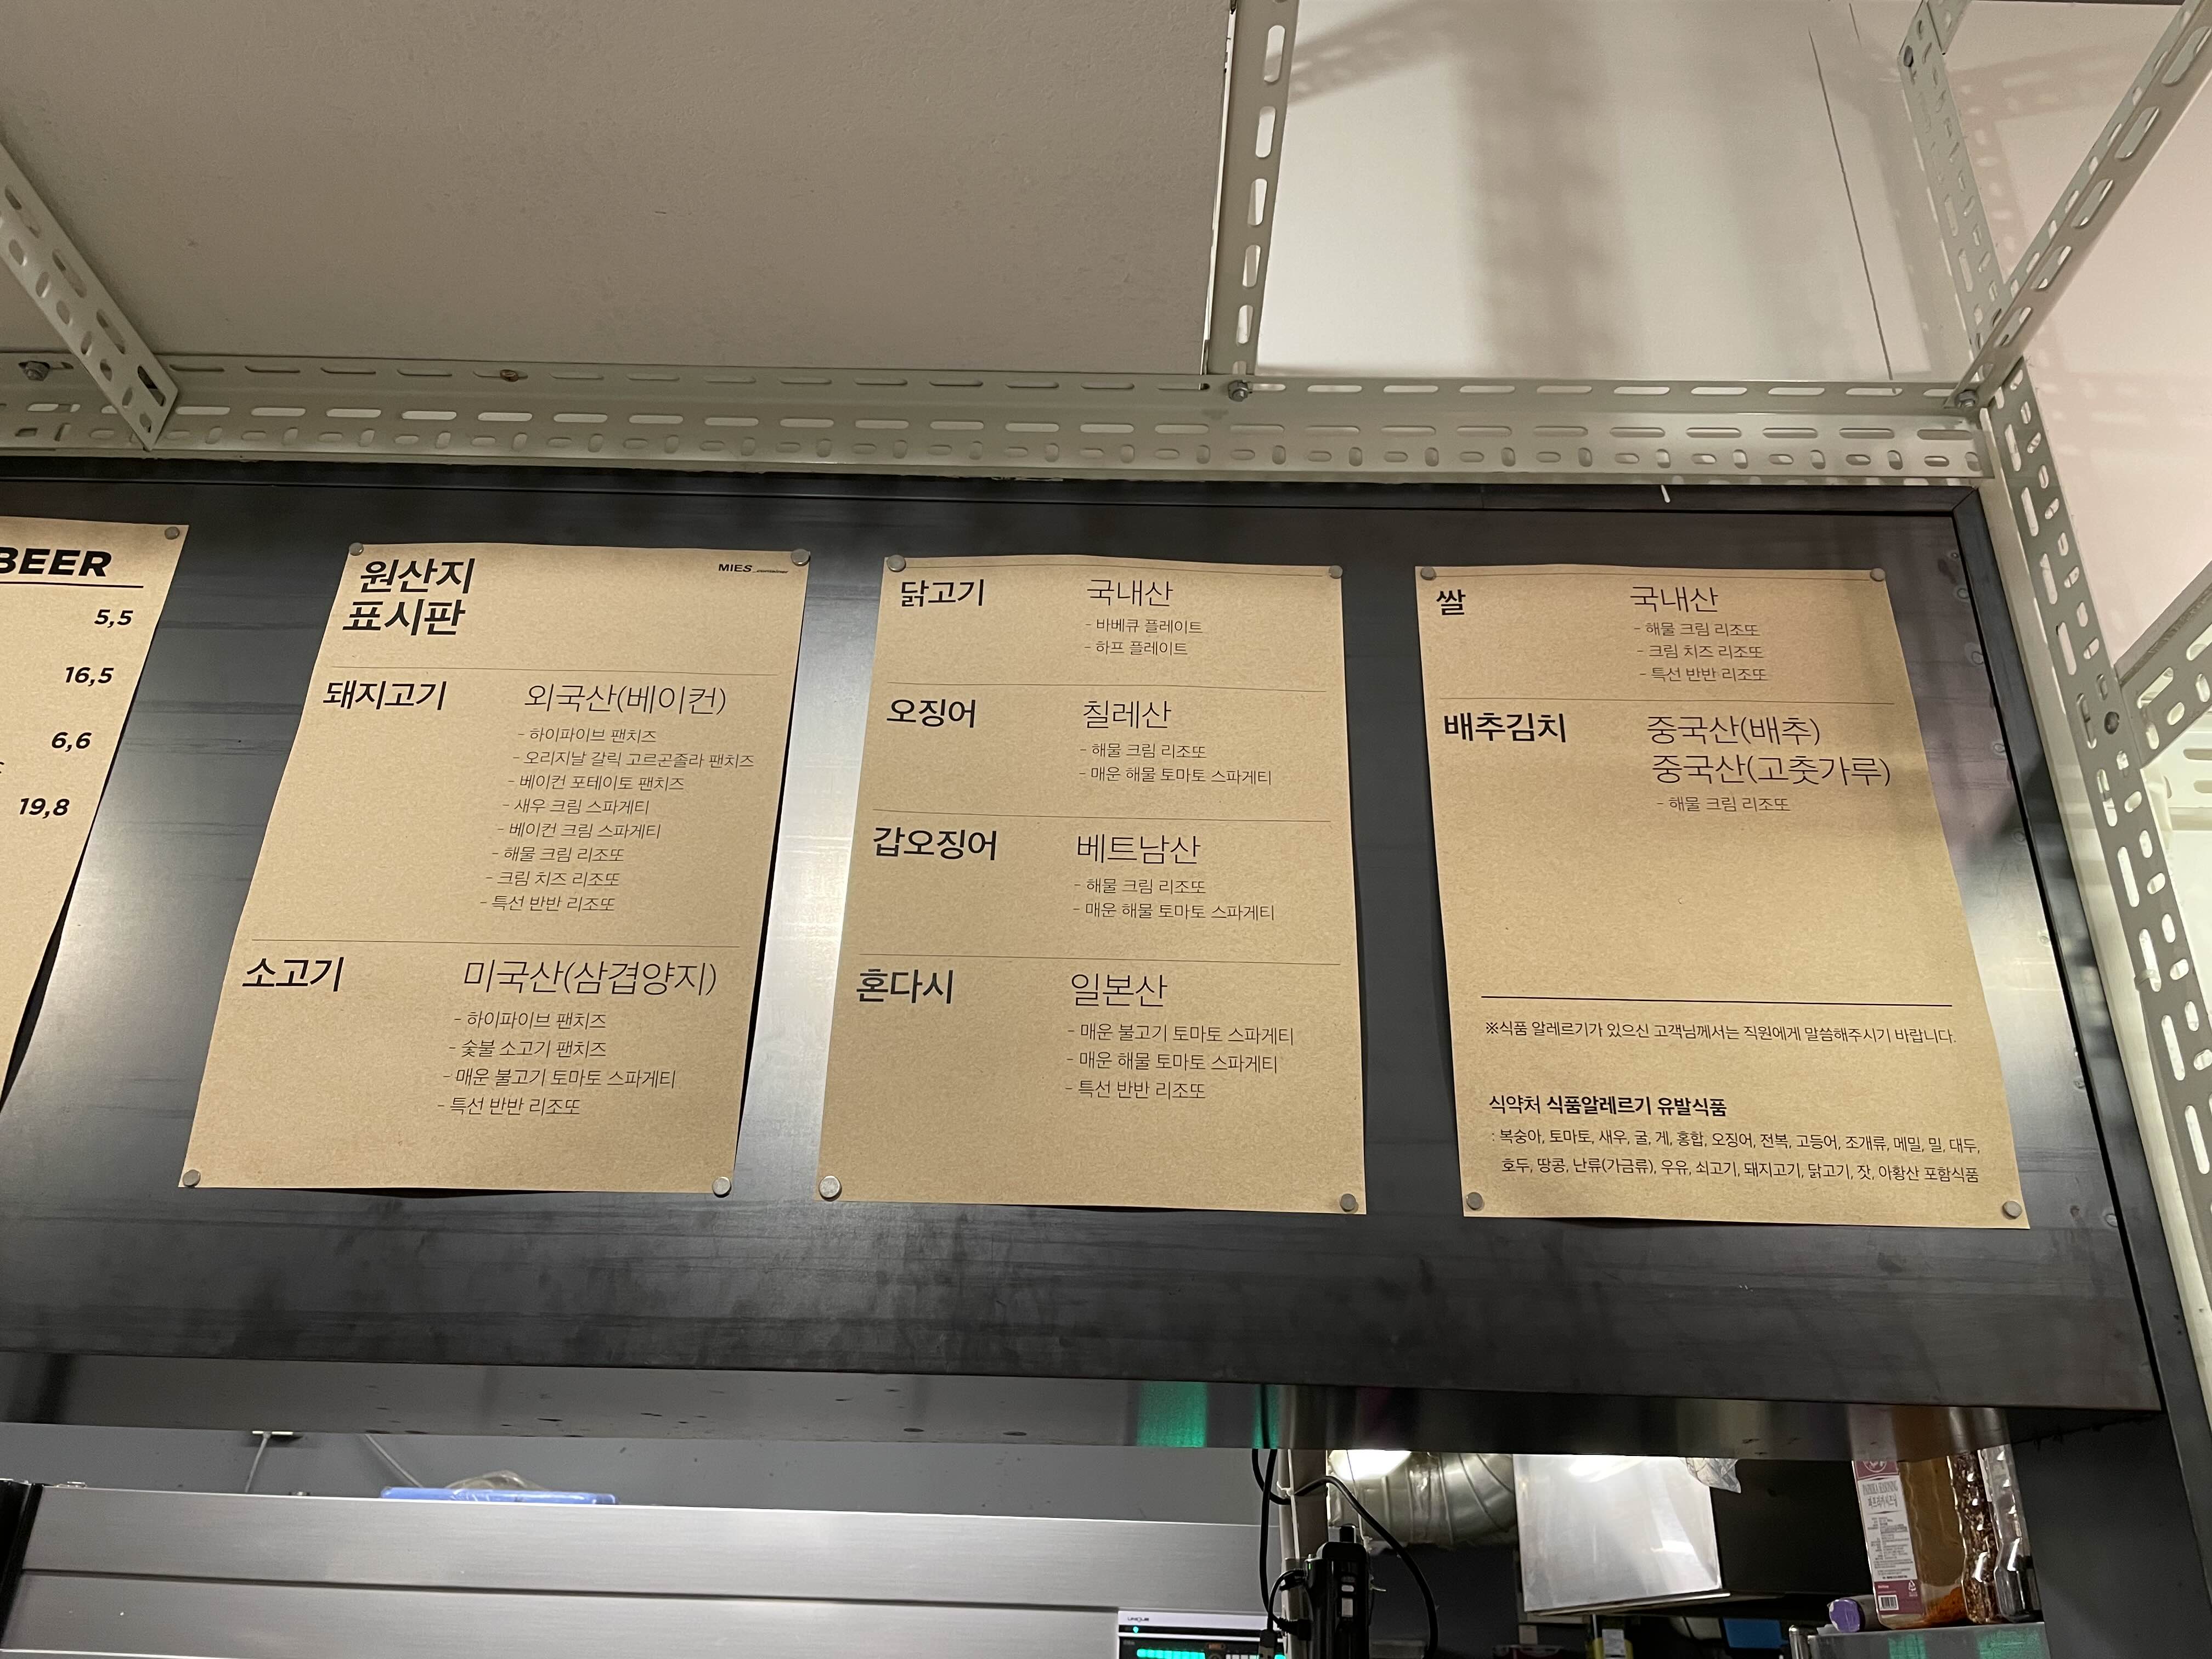 BEER
5,5
16,5
6,6
19,8
원산지
표시판
MIES
돼지고기 외국산(베이컨)
- 하이파이브 팬치즈
- 오리지날 갈릭 고르곤졸라 팬치즈
- 베이컨 포테이토 팬치즈
- 새우 크림 스파게티
- 베이컨 크림 스파게티
- 해물 크림 리조또
- 크림 치즈 리조또
- 특선 반반 리조또
소고기 미국산(삼겹양지)
- 하이파이브 팬치즈
- 숯불 소고기 팬치즈
- 매운 불고기 토마토 스파게티
- 특선 반반 리조또
닭고기 국내산
- 바베큐 플레이트
- 하프 플레이트
오징어 칠레산
- 해물 크림 리조또
- 매운 해물 토마토 스파게티
갑오징어 베트남산
- 해물 크림 리조또
- 매운 해물 토마토 스파게티
혼다시 일본산
- 매운 불고기 토마토 스파게티
- 매운 해물 토마토 스파게티
- 특선 반반 리조또
쌀 국내산
- 해물 크림 리조또
- 크림 치즈 리조또
- 특선 반반 리조또
배추김치 중국산(배추)
중국산(고춧가루)
- 해물 크림 리조또
※식품 알레르기가 있으신 고객님께서는 직원에게 말씀해주시기 바랍니다.
식약처 식품알레르기 유발식품
: 복숭아, 토마토, 새우, 굴, 게, 홍합, 오징어, 전복, 고등어, 조개류, 메밀, 밀, 대두,
호두, 땅콩, 난류(가금류), 우유, 쇠고기, 돼지고기, 닭고기, 잣, 아황산 포함식품
UNIQUE